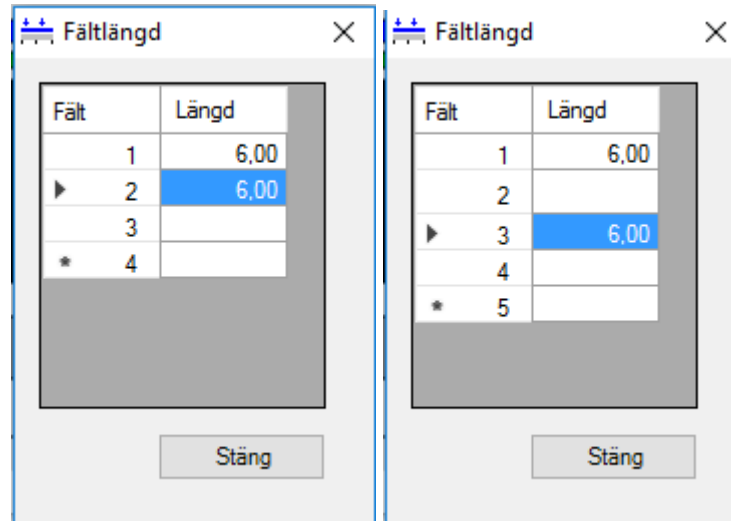 Fältlängd
Fält Längd
1 6,00
2 6,00
3
* 4
Stäng
Fältlängd
Fält Längd
1 6,00
2
3 6,00
4
* 5
Stäng